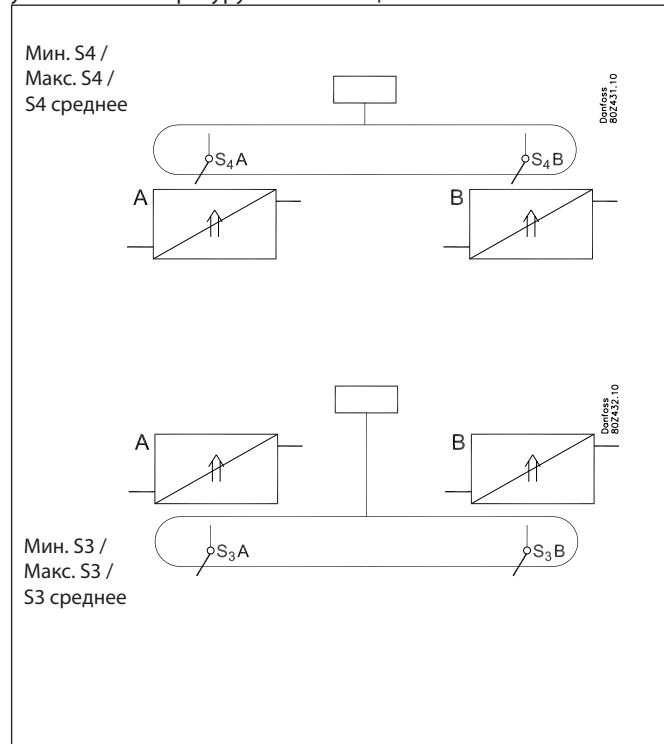 Мин. S4 /
Макс. S4 /
S4 среднее
Danfoss
80Z431.10
S4A
S4B
A
B
Danfoss
80Z432.10
A
B
Мин. S3 /
Макс. S3 /
S3 среднее
S3A
S3B